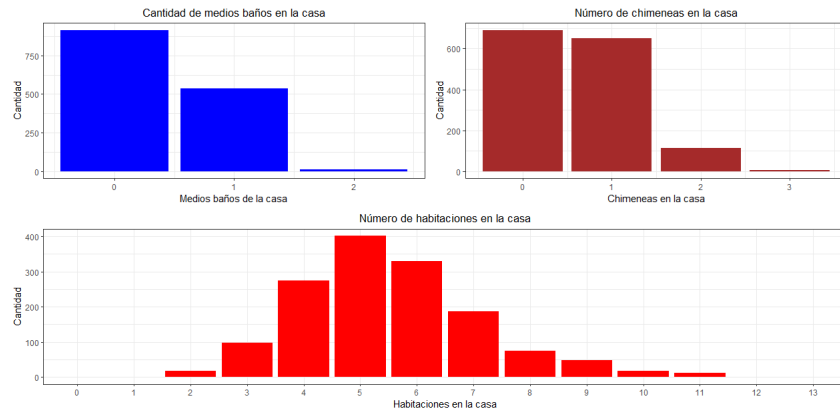 Cantidad de medios baños en la casa
Cantidad
750
500
250
0
0 1 2
Medios baños de la casa
Número de chimeneas en la casa
Cantidad
600
400
200
0
0 1 2 3
Chimeneas en la casa
Número de habitaciones en la casa
Cantidad
400
300
200
100
0
0 1 2 3 4 5 6 7 8 9 10 11 12 13
Habitaciones en la casa